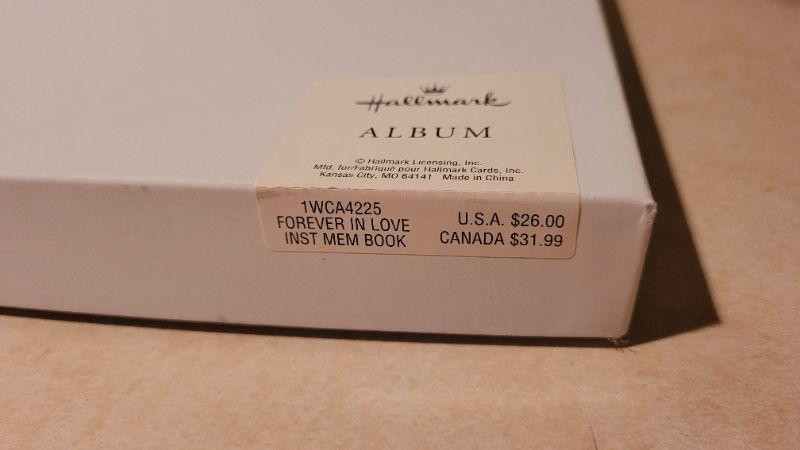 Hallmark
ALBUM
© Hallmark Licensing, Inc.
Mfd. for/Fabriqué pour Hallmark Cards, Inc.
Kansas City, MO 64141 Made in China
1WCA4225
FOREVER IN LOVE U.S.A. $26.00
INST MEM BOOK CANADA $31.99